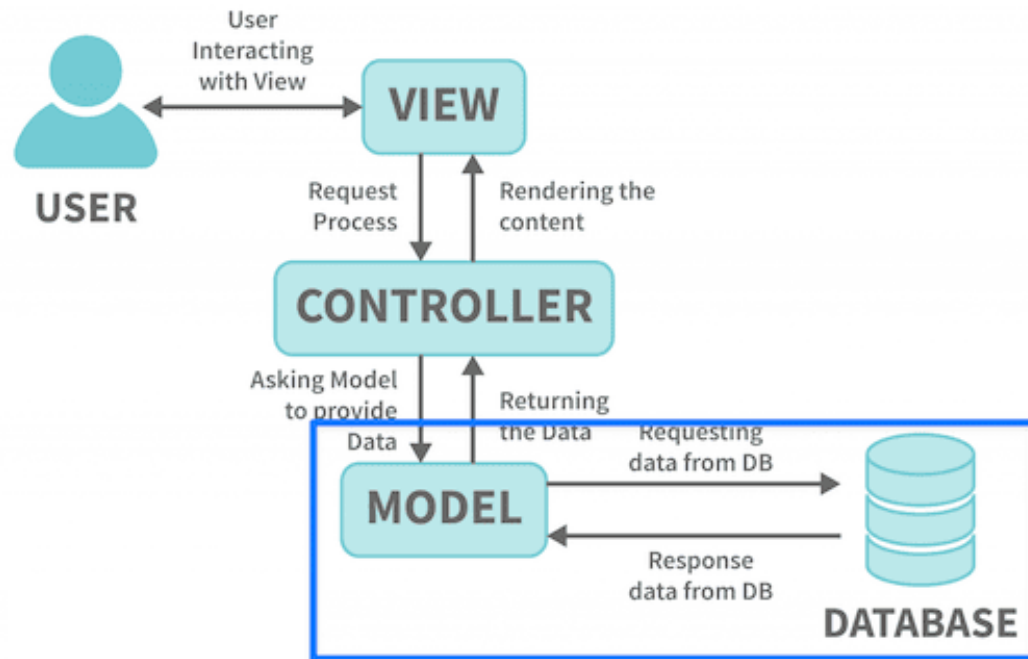 User
Interacting
with View
VIEW
USER
Request
Process
Rendering the
content
CONTROLLER
Asking Model
to provide
Data
Returning
the Data
Requesting
data from DB
MODEL
Response
data from DB
DATABASE